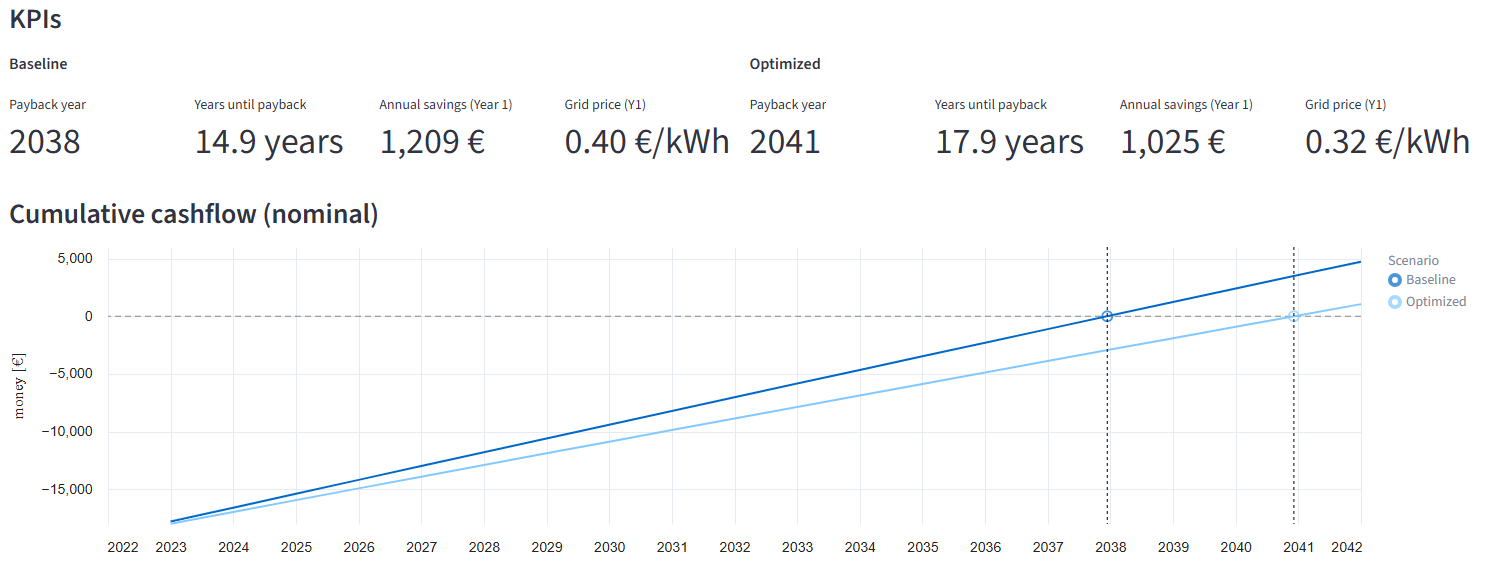 KPIs
Baseline
Optimized
Payback year
Years until payback
Annual savings (Year 1)
Grid price (Y1)
Payback year
Years until payback
Annual savings (Year 1)
Grid price (Y1)
2038
14.9 years
1,209 €
0.40 €/kWh
2041
17.9 years
1,025 €
0.32 €/kWh
Cumulative cashflow (nominal)
5,000
0
−5,000
−10,000
−15,000
money [€]
2022 2023 2024 2025 2026 2027 2028 2029 2030 2031 2032 2033 2034 2035 2036 2037 2038 2039 2040 2041 2042
Scenario
Baseline
Optimized